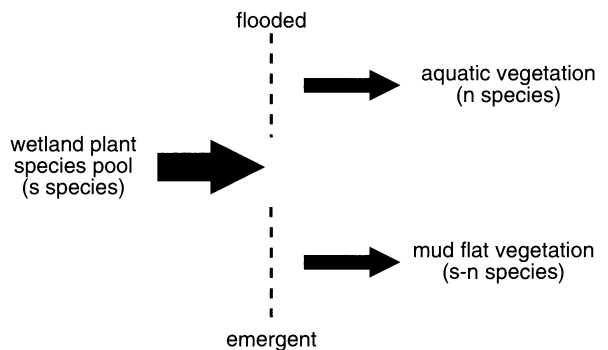 flooded
aquatic vegetation
(n species)
wetland plant
species pool
(s species)
mud flat vegetation
(s-n species)
emergent